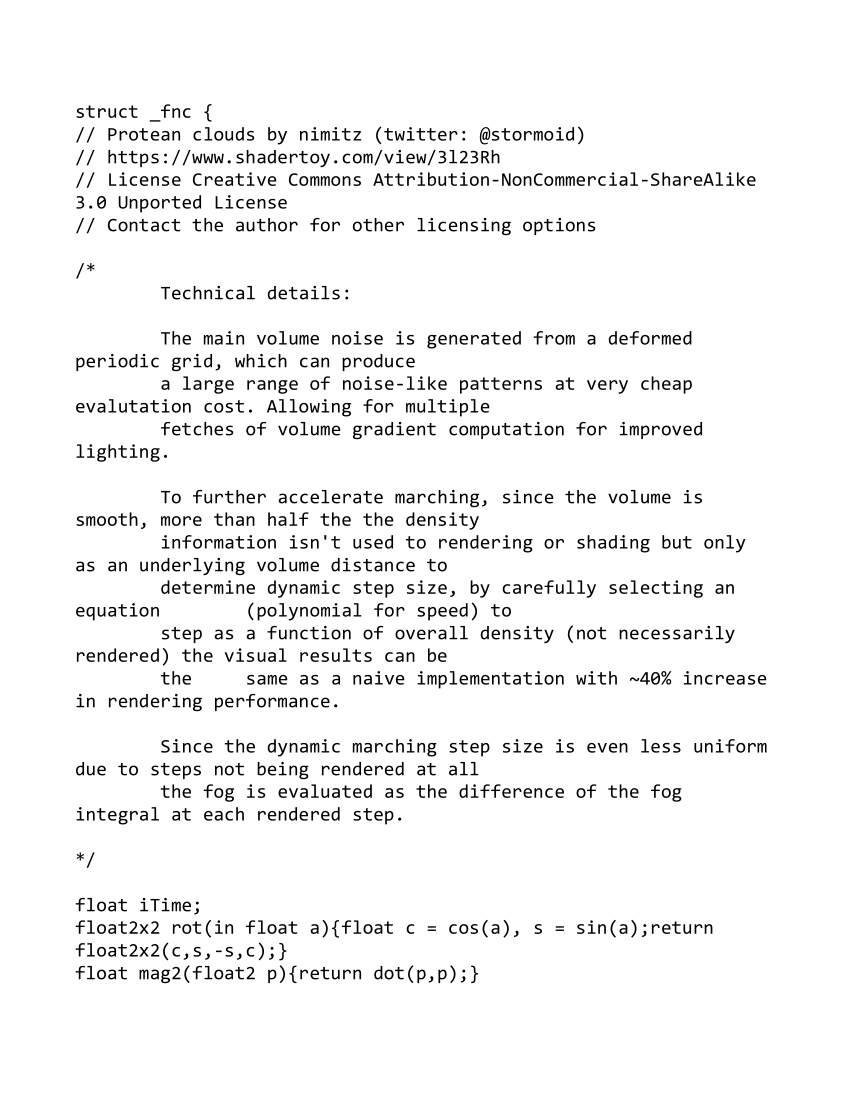 struct _fnc {
// Protean clouds by nimitz (twitter: @stormoid)
// https://www.shadertoy.com/view/3l23Rh
// License Creative Commons Attribution-NonCommercial-ShareAlike
3.0 Unported License
// Contact the author for other licensing options
/*
Technical details:
The main volume noise is generated from a deformed
periodic grid, which can produce
a large range of noise-like patterns at very cheap
evalutation cost. Allowing for multiple
fetches of volume gradient computation for improved
lighting.
To further accelerate marching, since the volume is
smooth, more than half the the density
information isn't used to rendering or shading but only
as an underlying volume distance to
determine dynamic step size, by carefully selecting an
equation        (polynomial for speed) to
step as a function of overall density (not necessarily
rendered) the visual results can be
the     same as a naive implementation with ~40% increase
in rendering performance.
Since the dynamic marching step size is even less uniform
due to steps not being rendered at all
the fog is evaluated as the difference of the fog
integral at each rendered step.
*/
float iTime;
float2x2 rot(in float a){float c = cos(a), s = sin(a);return
float2x2(c,s,-s,c);}
float mag2(float2 p){return dot(p,p);}